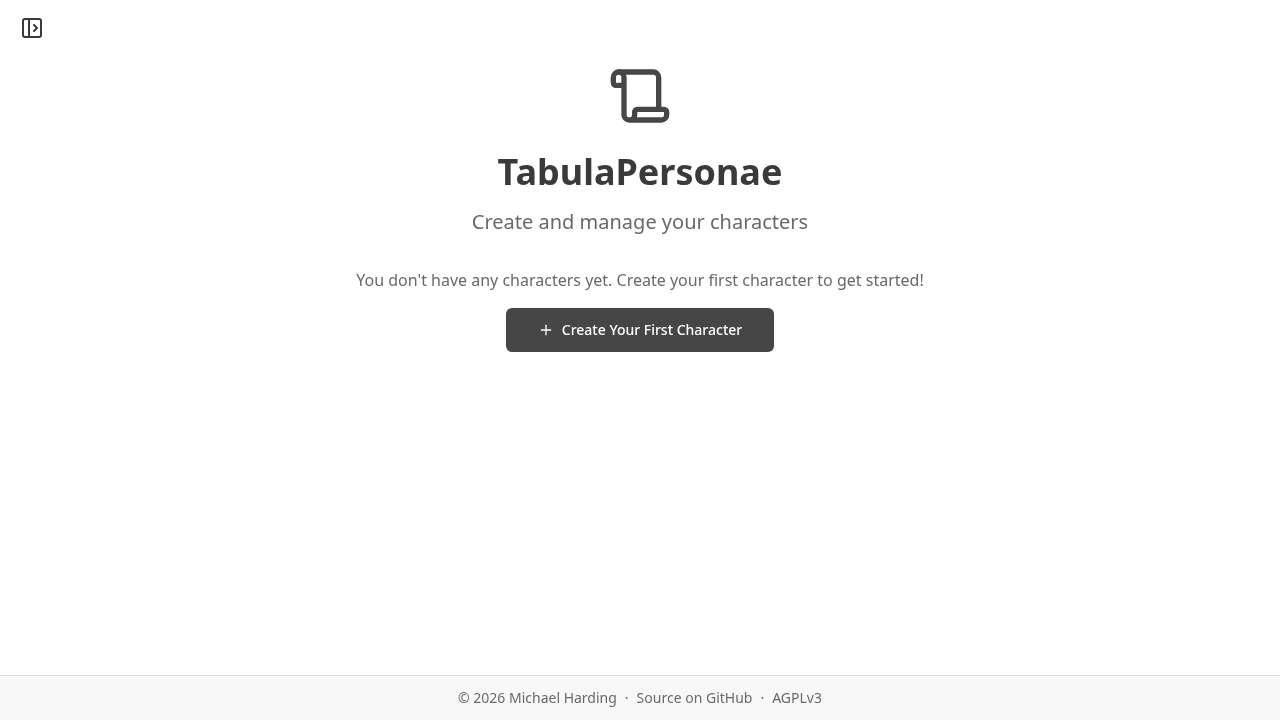 TabulaPersonae
Create and manage your characters
You don't have any characters yet. Create your first character to get started!
Create Your First Character
© 2026 Michael Harding · Source on GitHub · AGPLv3